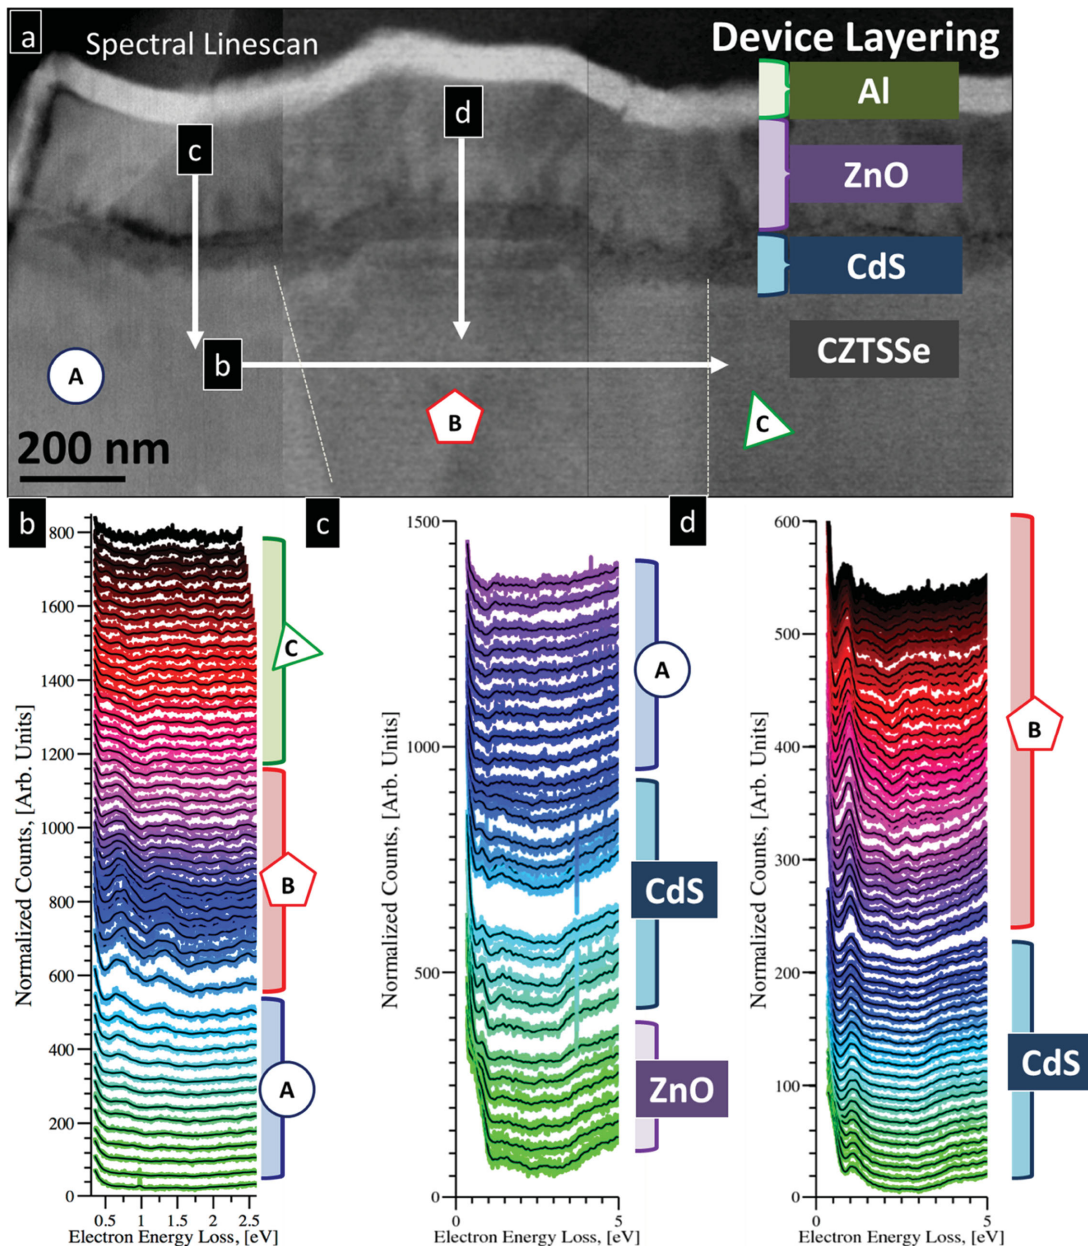 a
Spectral Linescan
Device Layering
Al
d
c
ZnO
CdS
CZTSSe
b
A
B
C
200 nm
b
c
d
Normalized Counts, [Arb. Units]
800
1600
1400
1200
1000
800
600
400
200
0
0.5 1 1.5 2 2.5
Electron Energy Loss, [eV]
C
B
A
Normalized Counts, [Arb. Units]
1500
1000
500
0
0 5
Electron Energy Loss, [eV]
A
CdS
ZnO
Normalized Counts, [Arb. Units]
600
500
400
300
200
100
0
0 5
Electron Energy Loss, [eV]
B
CdS